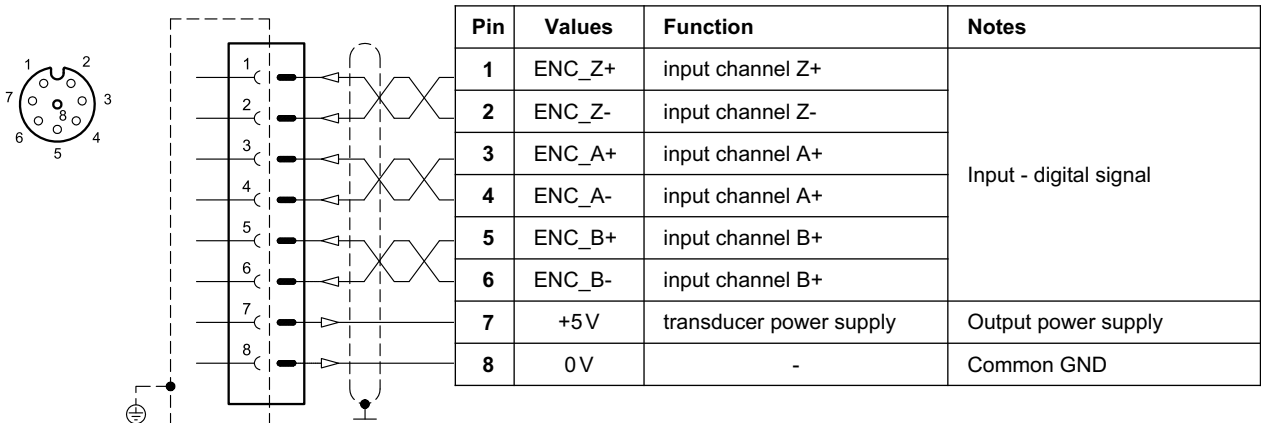 1 2
7 8 3
6 4
5
1
2
3
4
5
6
7
8
Pin Values Function Notes
1 ENC_Z+ input channel Z+
2 ENC_Z- input channel Z-
3 ENC_A+ input channel A+
Input - digital signal
4 ENC_A- input channel A+
5 ENC_B+ input channel B+
6 ENC_B- input channel B+
7 +5V transducer power supply Output power supply
8 0V - Common GND